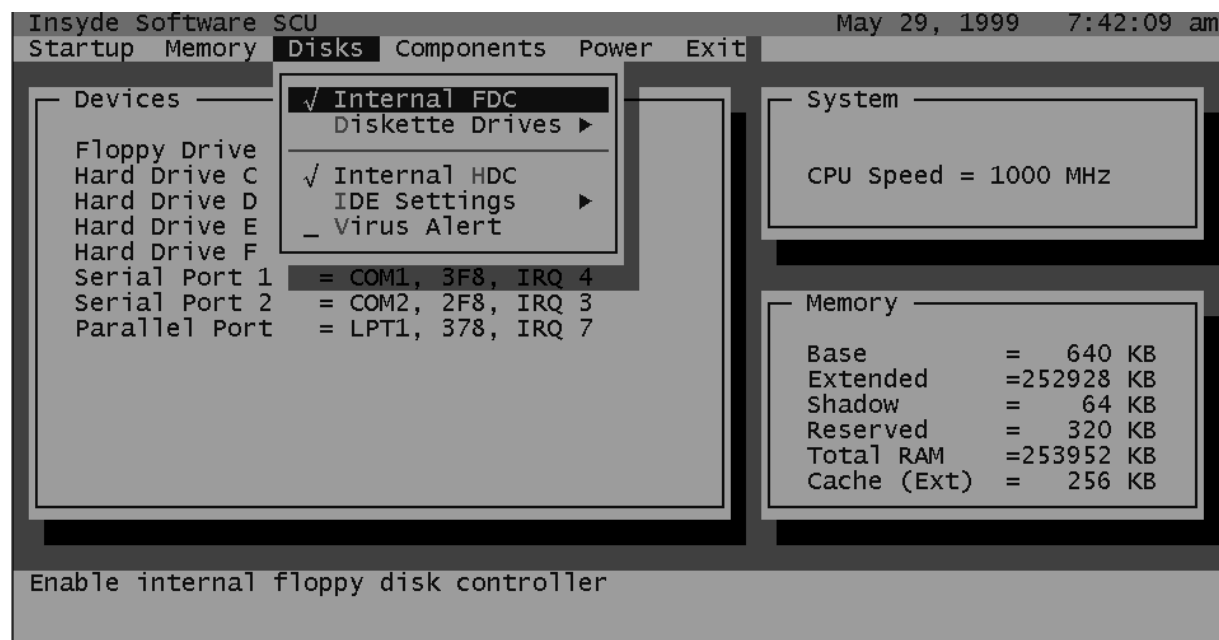 Insyde Software SCU May 29, 1999 7:42:09 am
Startup Memory Disks Components Power Exit
Devices
√ Internal FDC
Diskette Drives ▶
√ Internal HDC
IDE Settings ▶
_ Virus Alert
Floppy Drive
Hard Drive C
Hard Drive D
Hard Drive E
Hard Drive F
Serial Port 1 = COM1, 3F8, IRQ 4
Serial Port 2 = COM2, 2F8, IRQ 3
Parallel Port = LPT1, 378, IRQ 7
System
CPU Speed = 1000 MHz
Memory
Base = 640 KB
Extended =252928 KB
Shadow = 64 KB
Reserved = 320 KB
Total RAM =253952 KB
Cache (Ext) = 256 KB
Enable internal floppy disk controller